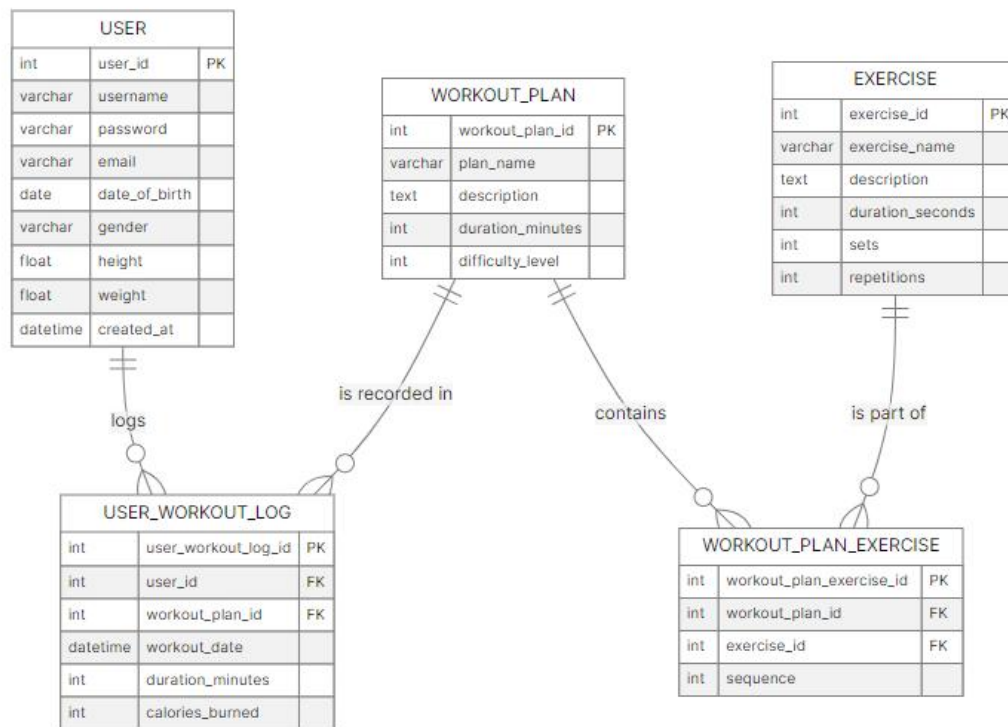 USER
int user_id PK
varchar username
varchar password
varchar email
date date_of_birth
varchar gender
float height
float weight
datetime created_at
WORKOUT_PLAN
int workout_plan_id PK
varchar plan_name
text description
int duration_minutes
int difficulty_level
EXERCISE
int exercise_id PK
varchar exercise_name
text description
int duration_seconds
int sets
int repetitions
logs
is recorded in
contains
is part of
USER_WORKOUT_LOG
int user_workout_log_id PK
int user_id FK
int workout_plan_id FK
datetime workout_date
int duration_minutes
int calories_burned
WORKOUT_PLAN_EXERCISE
int workout_plan_exercise_id PK
int workout_plan_id FK
int exercise_id FK
int sequence